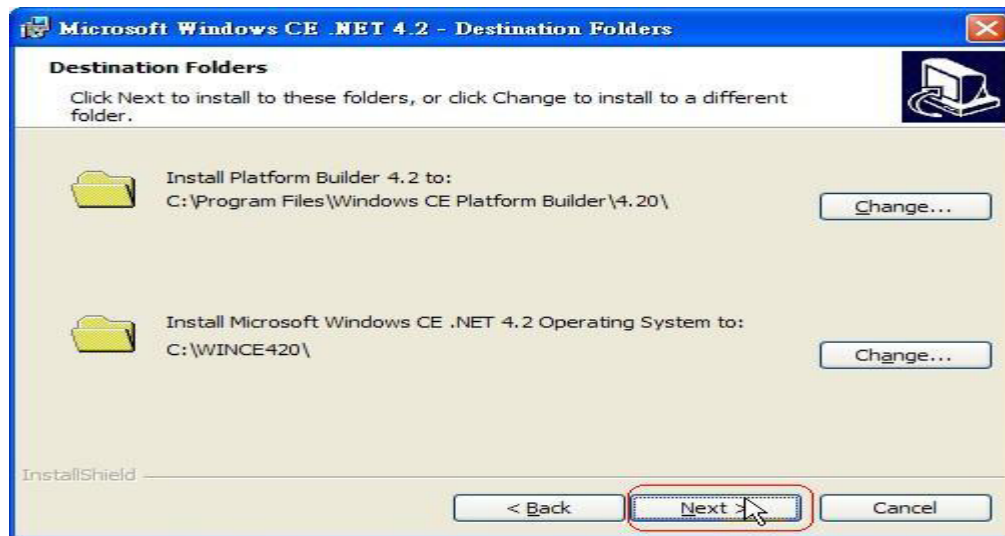 Microsoft Windows CE .NET 4.2 - Destination Folders
Destination Folders
Click Next to install to these folders, or click Change to install to a different
folder.
Install Platform Builder 4.2 to:
C:\Program Files\Windows CE Platform Builder\4.20\
Change...
Install Microsoft Windows CE .NET 4.2 Operating System to:
C:\WINCE420\
Change...
InstallShield
< Back
Next >
Cancel